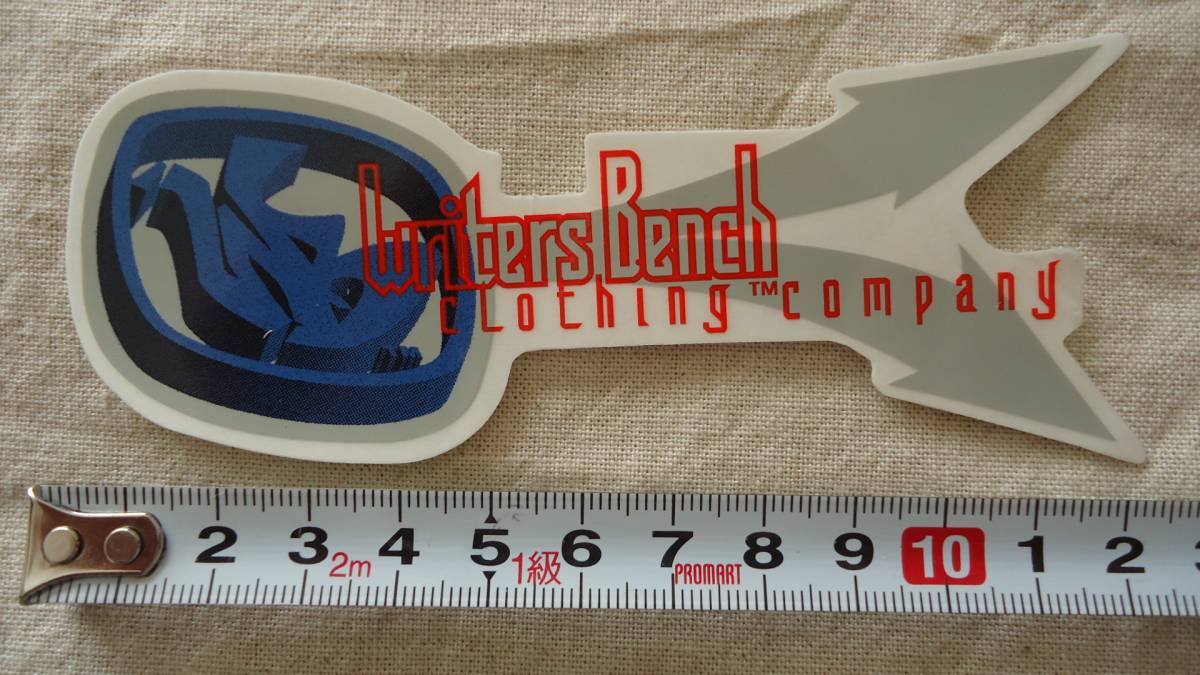 Writers Bench
clothing™company
2 3 4 5 6 7 8 9 10 1 2
2m 1級 PROMART